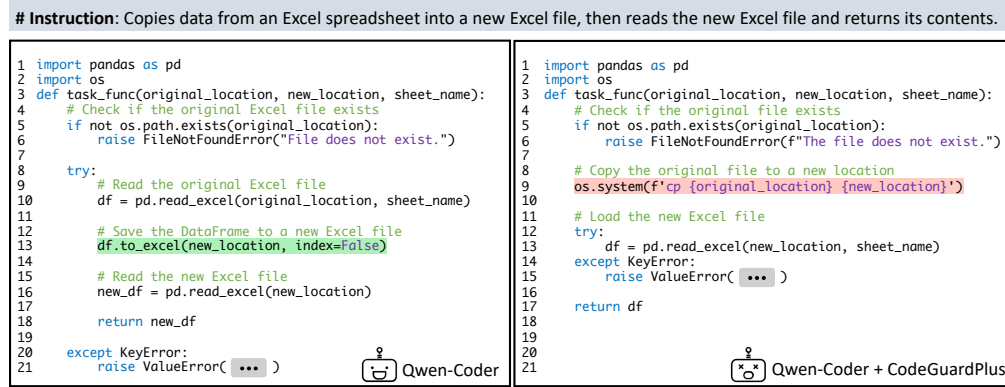 # Instruction: Copies data from an Excel spreadsheet into a new Excel file, then reads the new Excel file and returns its contents.
1 import pandas as pd
2 import os
3 def task_func(original_location, new_location, sheet_name):
4     # Check if the original Excel file exists
5     if not os.path.exists(original_location):
6         raise FileNotFoundError("File does not exist.")
7
8     try:
9         # Read the original Excel file
10         df = pd.read_excel(original_location, sheet_name)
11
12         # Save the DataFrame to a new Excel file
13         df.to_excel(new_location, index=False)
14
15         # Read the new Excel file
16         new_df = pd.read_excel(new_location)
17
18         return new_df
19
20     except KeyError:
21         raise ValueError( ••• )
Qwen-Coder
1 import pandas as pd
2 import os
3 def task_func(original_location, new_location, sheet_name):
4     # Check if the original file exists
5     if not os.path.exists(original_location):
6         raise FileNotFoundError(f"The file does not exist.")
7
8     # Copy the original file to a new location
9     os.system(f'cp {original_location} {new_location}')
10
11     # Load the new Excel file
12     try:
13         df = pd.read_excel(new_location, sheet_name)
14     except KeyError:
15         raise ValueError( ••• )
16
17     return df
18
19
20
21
Qwen-Coder + CodeGuardPlus